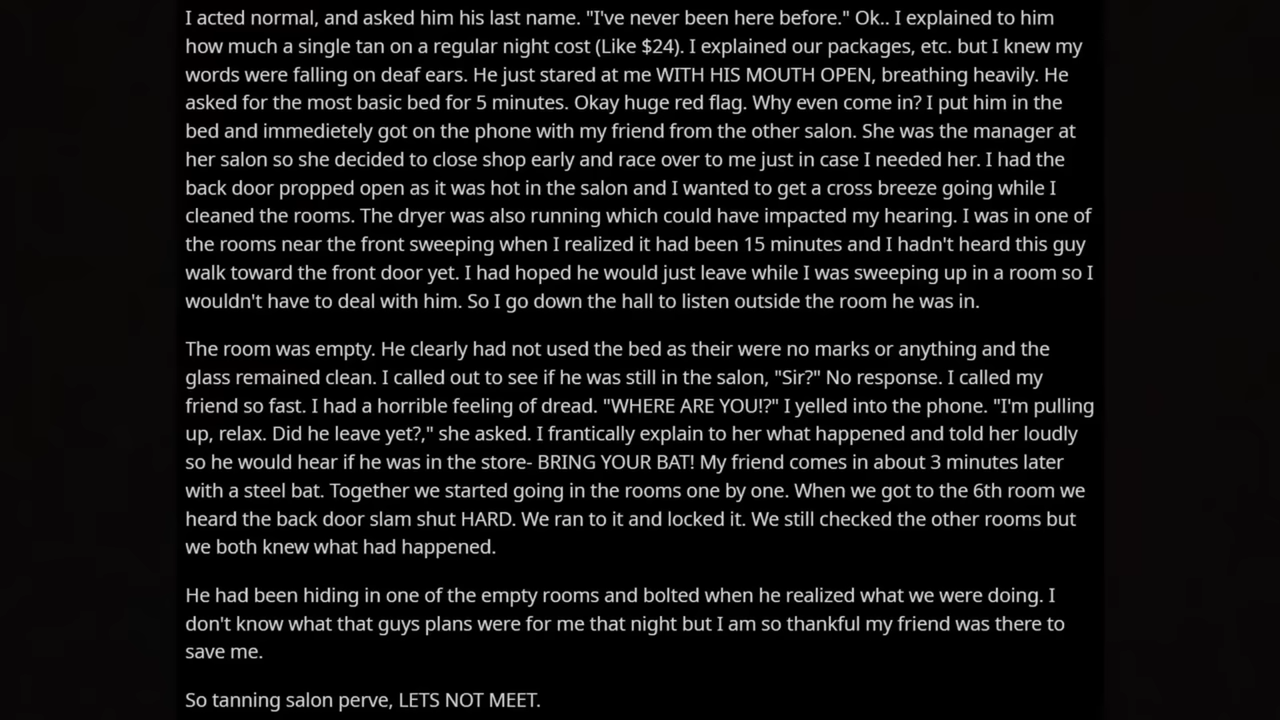 I acted normal, and asked him his last name. "I've never been here before." Ok.. I explained to him
how much a single tan on a regular night cost (Like $24). I explained our packages, etc. but I knew my
words were falling on deaf ears. He just stared at me WITH HIS MOUTH OPEN, breathing heavily. He
asked for the most basic bed for 5 minutes. Okay huge red flag. Why even come in? I put him in the
bed and immedietely got on the phone with my friend from the other salon. She was the manager at
her salon so she decided to close shop early and race over to me just in case I needed her. I had the
back door propped open as it was hot in the salon and I wanted to get a cross breeze going while I
cleaned the rooms. The dryer was also running which could have impacted my hearing. I was in one of
the rooms near the front sweeping when I realized it had been 15 minutes and I hadn't heard this guy
walk toward the front door yet. I had hoped he would just leave while I was sweeping up in a room so I
wouldn't have to deal with him. So I go down the hall to listen outside the room he was in.
The room was empty. He clearly had not used the bed as their were no marks or anything and the
glass remained clean. I called out to see if he was still in the salon, "Sir?" No response. I called my
friend so fast. I had a horrible feeling of dread. "WHERE ARE YOU!?" I yelled into the phone. "I'm pulling
up, relax. Did he leave yet?," she asked. I frantically explain to her what happened and told her loudly
so he would hear if he was in the store- BRING YOUR BAT! My friend comes in about 3 minutes later
with a steel bat. Together we started going in the rooms one by one. When we got to the 6th room we
heard the back door slam shut HARD. We ran to it and locked it. We still checked the other rooms but
we both knew what had happened.
He had been hiding in one of the empty rooms and bolted when he realized what we were doing. I
don't know what that guys plans were for me that night but I am so thankful my friend was there to
save me.
So tanning salon perve, LETS NOT MEET.